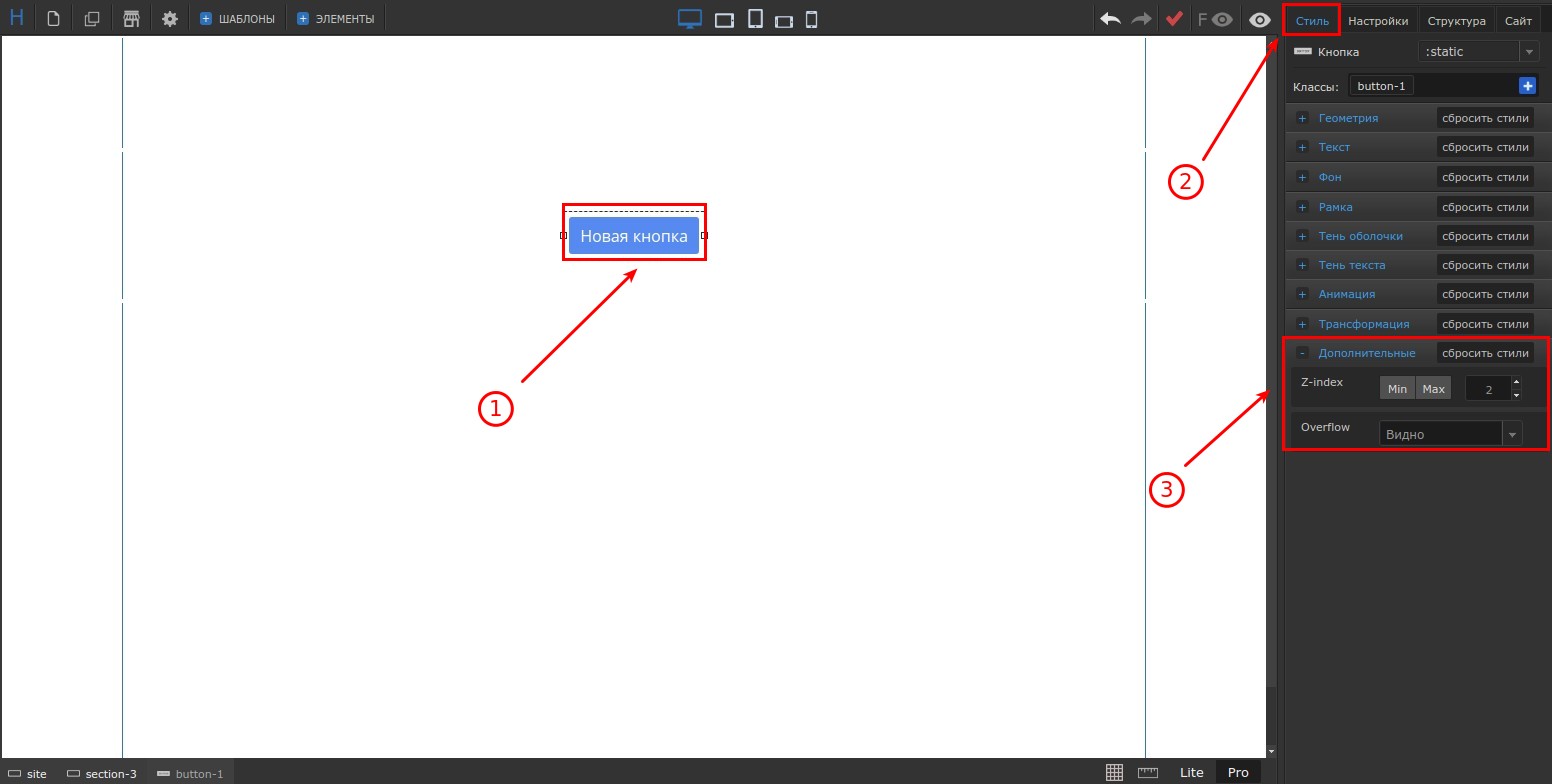 H ШАБЛОНЫ ЭЛЕМЕНТЫ F
Стиль Настройки Структура Сайт
Кнопка :static
Классы: button-1 +
+ Геометрия сбросить стили
+ Текст сбросить стили
+ Фон сбросить стили
+ Рамка сбросить стили
+ Тень оболочки сбросить стили
+ Тень текста сбросить стили
+ Анимация сбросить стили
+ Трансформация сбросить стили
- Дополнительные сбросить стили
Z-index Min Max 2
Overflow Видно
Новая кнопка
1
2
3
site section-3 button-1
Lite Pro